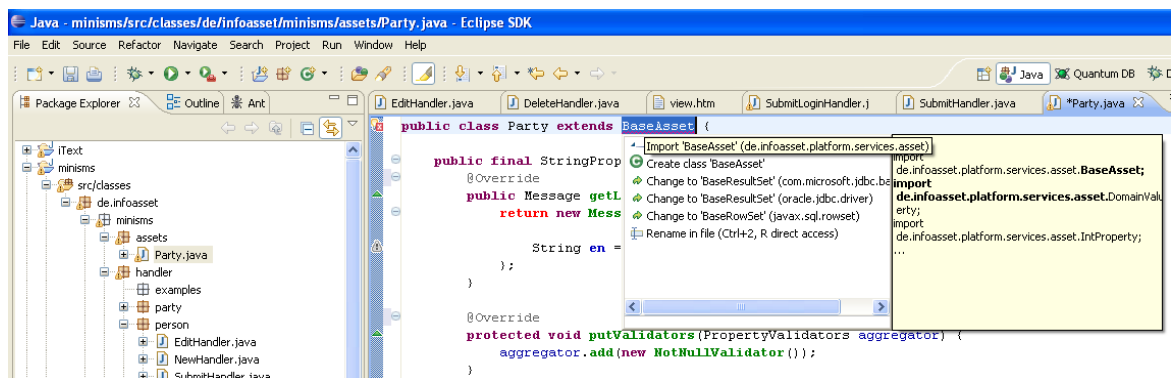 Java - minisms/src/classes/de/infoasset/minisms/assets/Party.java - Eclipse SDK
File Edit Source Refactor Navigate Search Project Run Window Help
Java Quantum DB D
Package Explorer Outline Ant
EditHandler.java DeleteHandler.java view.htm SubmitLoginHandler.j SubmitHandler.java *Party.java
iText
minisms
src/classes
de.infoasset
minisms
assets
Party.java
handler
examples
party
person
EditHandler.java
NewHandler.java
SubmitHandler.java
public class Party extends BaseAsset {
public final StringProp
@Override
public Message getL
return new Mess
String en =
};
}
@Override
protected void putValidators(PropertyValidators aggregator) {
aggregator.add(new NotNullValidator());
}
Import 'BaseAsset' (de.infoasset.platform.services.asset)
Create class 'BaseAsset'
Change to 'BaseResultSet' (com.microsoft.jdbc.ba
Change to 'BaseResultSet' (oracle.jdbc.driver)
Change to 'BaseRowSet' (javax.sql.rowset)
Rename in file (Ctrl+2, R direct access)
import
de.infoasset.platform.services.asset.BaseAsset;
import
de.infoasset.platform.services.asset.DomainValu
erty;
import
de.infoasset.platform.services.asset.IntProperty;
...